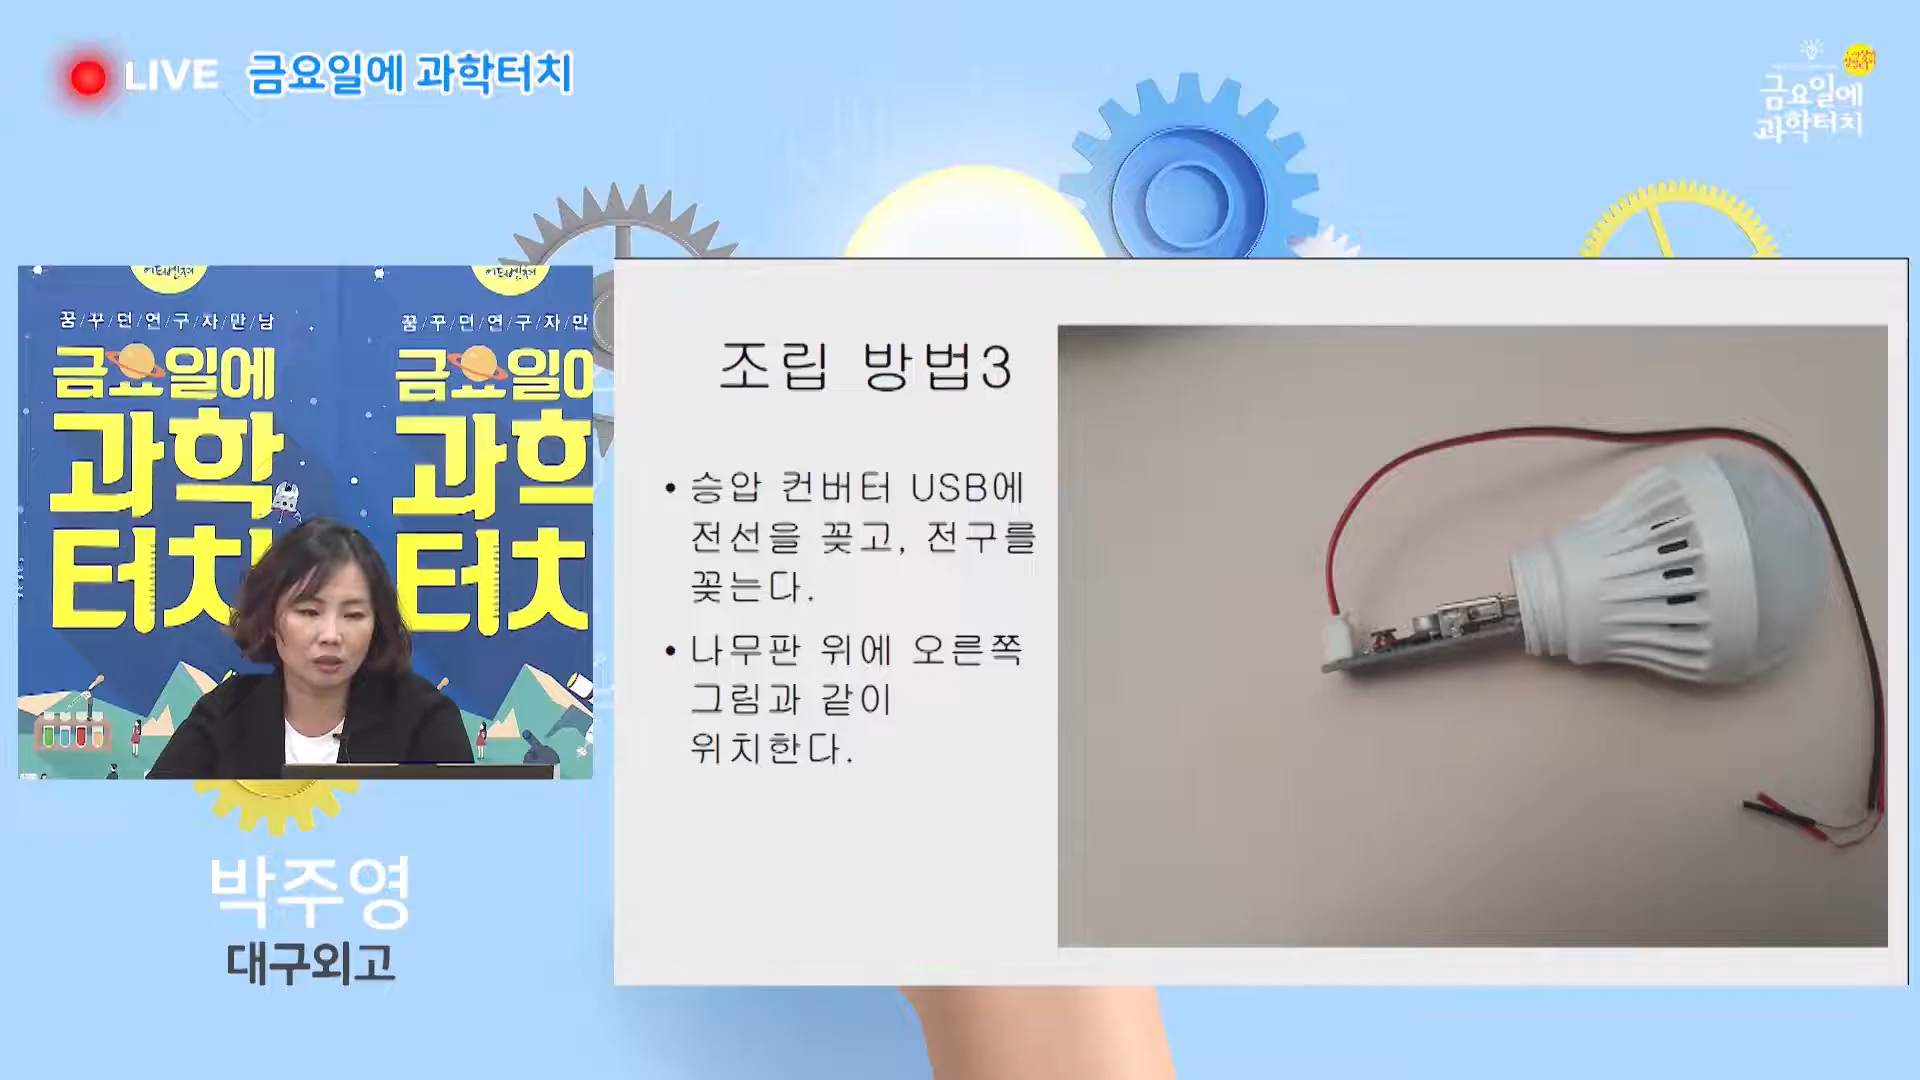 LIVE 금요일에 과학터치
금요일에
과학터치
꿈/꾸/던/연/구/자/만/남
금요일에
과학
터치
꿈/꾸/던/연/구/자/만
금요일에
과학
터치
조립 방법3
• 승압 컨버터 USB에
전선을 꽂고, 전구를
꽂는다.
• 나무판 위에 오른쪽
그림과 같이
위치한다.
박주영
대구외고